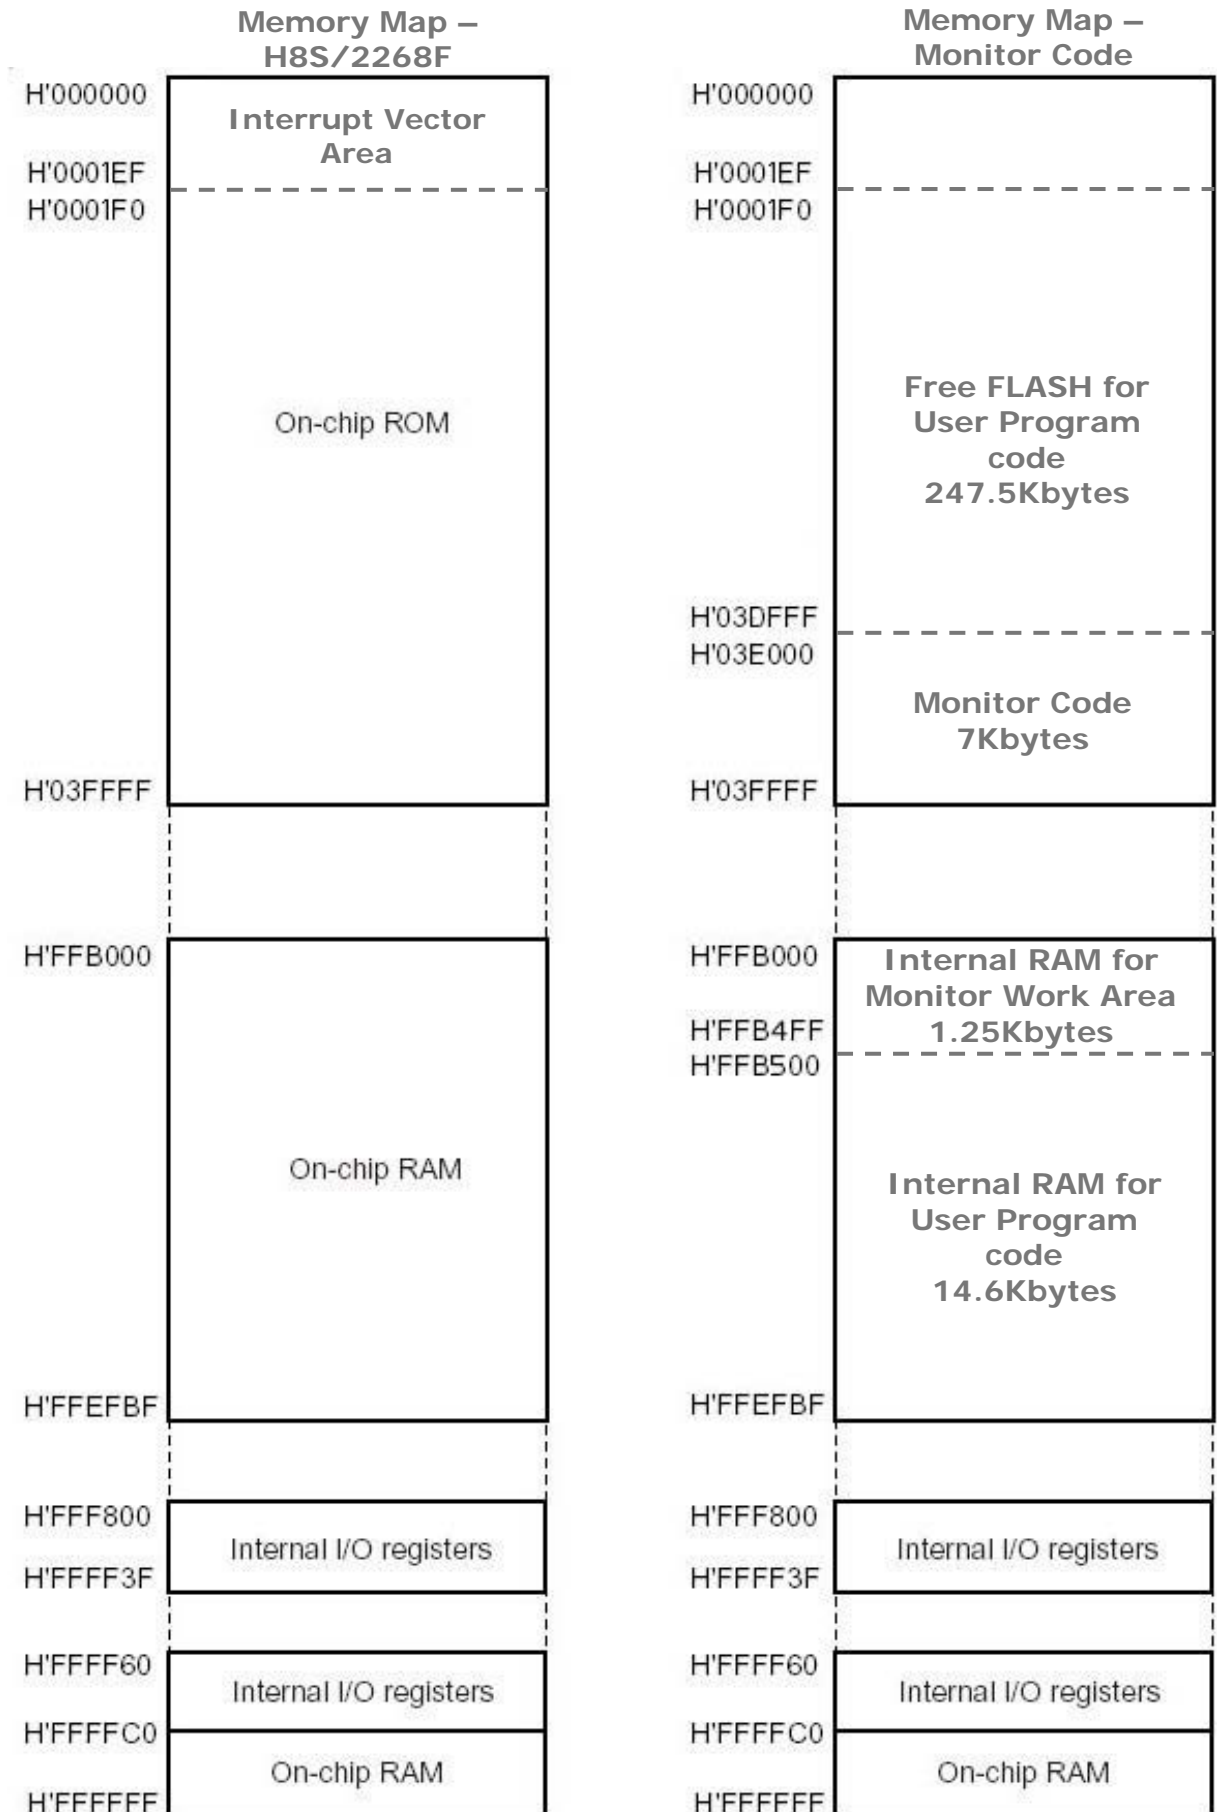 Memory Map –
H8S/2268F
H'000000
Interrupt Vector
Area
H'0001EF
H'0001F0
On-chip ROM
H'03FFFF
H'FFB000
On-chip RAM
H'FFEFBF
H'FFF800
Internal I/O registers
H'FFFF3F
H'FFFF60
Internal I/O registers
H'FFFFC0
On-chip RAM
H'FFFFFF
Memory Map –
Monitor Code
H'000000
H'0001EF
H'0001F0
Free FLASH for
User Program
code
247.5Kbytes
H'03DFFF
H'03E000
Monitor Code
7Kbytes
H'03FFFF
H'FFB000
Internal RAM for
Monitor Work Area
1.25Kbytes
H'FFB4FF
H'FFB500
Internal RAM for
User Program
code
14.6Kbytes
H'FFEFBF
H'FFF800
Internal I/O registers
H'FFFF3F
H'FFFF60
Internal I/O registers
H'FFFFC0
On-chip RAM
H'FFFFFF